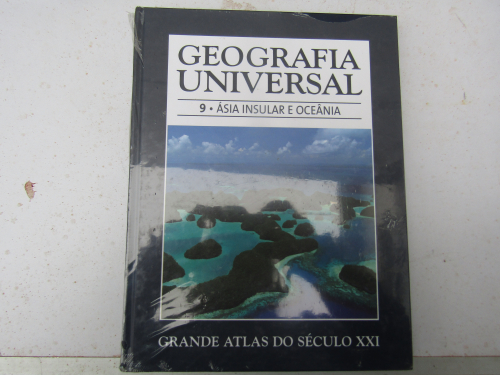 GEOGRAFIA
UNIVERSAL
9 • ÁSIA INSULAR E OCEÂNIA
GRANDE ATLAS DO SÉCULO XXI